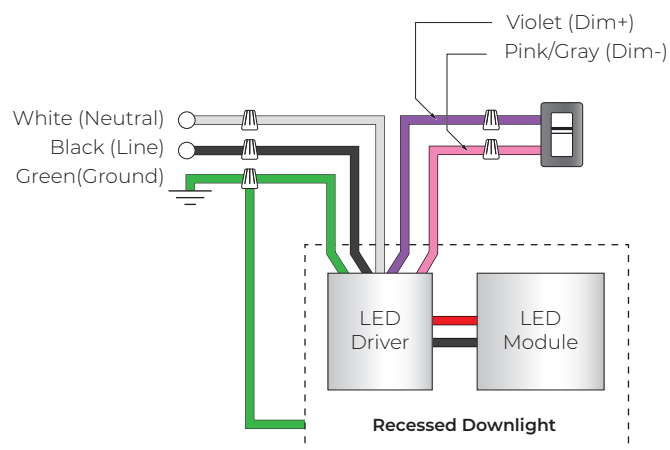 Violet (Dim+)
Pink/Gray (Dim-)
White (Neutral)
Black (Line)
Green(Ground)
LED
Driver
LED
Module
Recessed Downlight